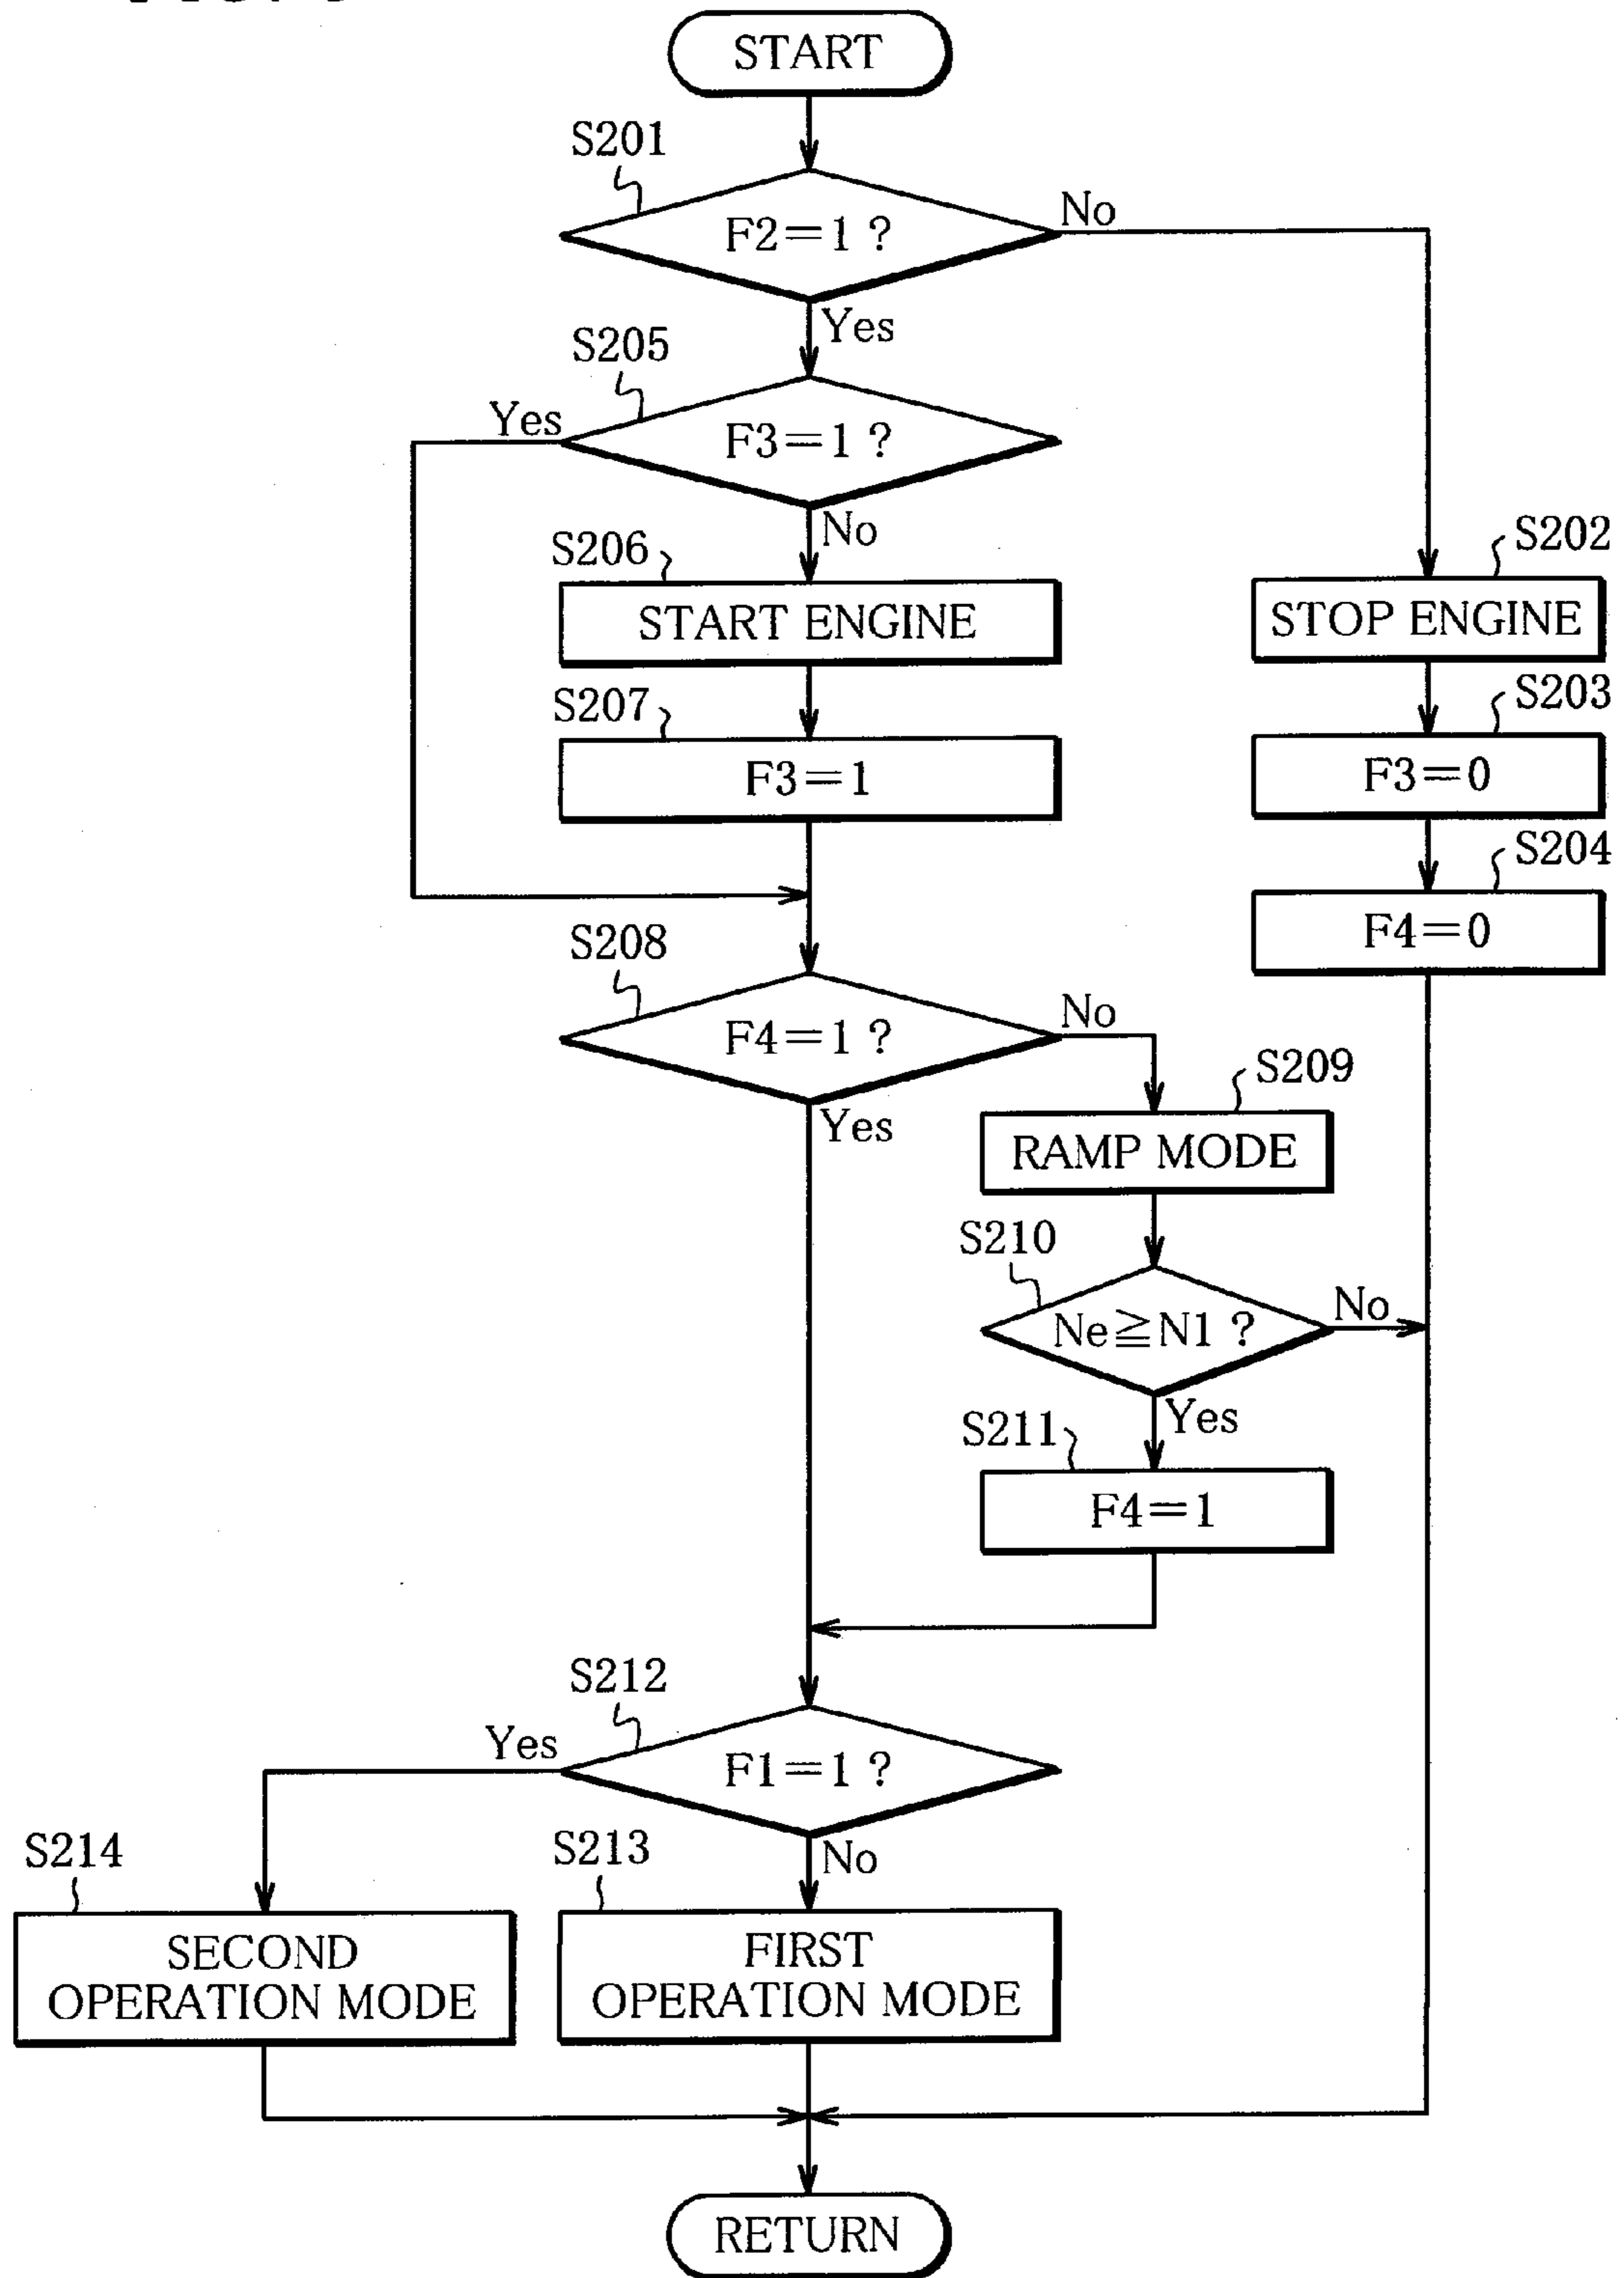 START
S201
F2=1 ?
No
Yes
S205
Yes
F3=1 ?
No
S206
START ENGINE
S202
STOP ENGINE
S207
F3=1
S203
F3=0
S204
F4=0
S208
F4=1 ?
No
Yes
S209
RAMP MODE
S210
Ne≧N1 ?
No
Yes
S211
F4=1
S212
Yes
F1=1 ?
No
S214
SECOND
OPERATION MODE
S213
FIRST
OPERATION MODE
RETURN